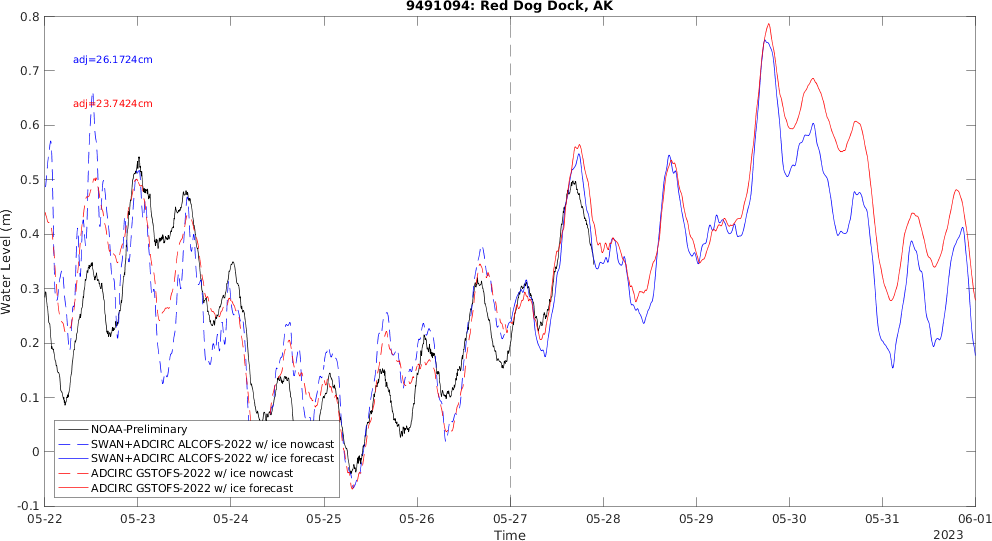 9491094: Red Dog Dock, AK
0.8
0.7
0.6
0.5
0.4
0.3
0.2
0.1
0
-0.1
Water Level (m)
adj=26.1724cm
adj=23.7424cm
NOAA-Preliminary
SWAN+ADCIRC ALCOFS-2022 w/ ice nowcast
SWAN+ADCIRC ALCOFS-2022 w/ ice forecast
ADCIRC GSTOFS-2022 w/ ice nowcast
ADCIRC GSTOFS-2022 w/ ice forecast
05-22 05-23 05-24 05-25 05-26 05-27 05-28 05-29 05-30 05-31 06-01
Time
2023